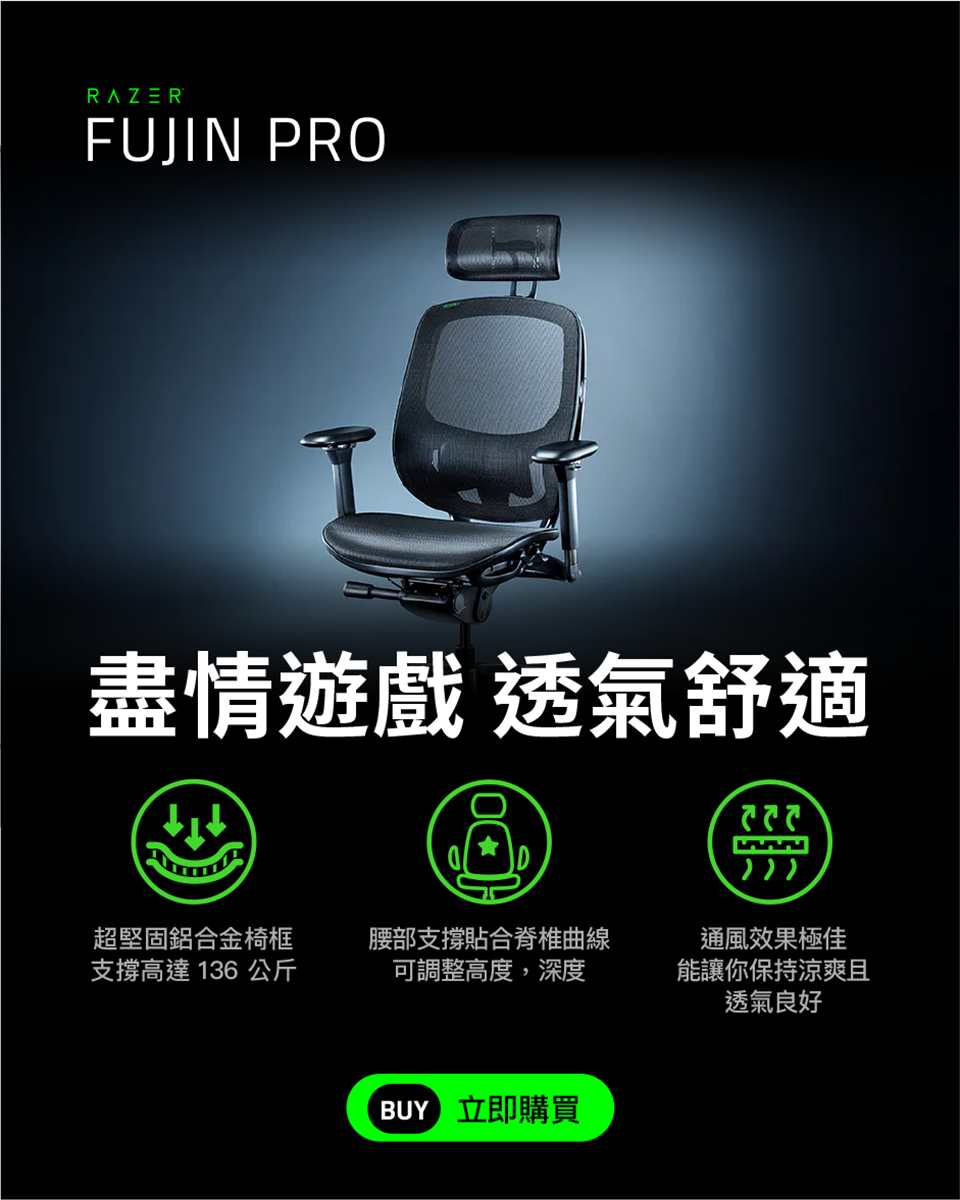 RAZER
FUJIN PRO
盡情遊戲 透氣舒適
超堅固鋁合金椅框
支撐高達 136 公斤
腰部支撐貼合脊椎曲線
可調整高度，深度
通風效果極佳
能讓你保持涼爽且
透氣良好
BUY 立即購買